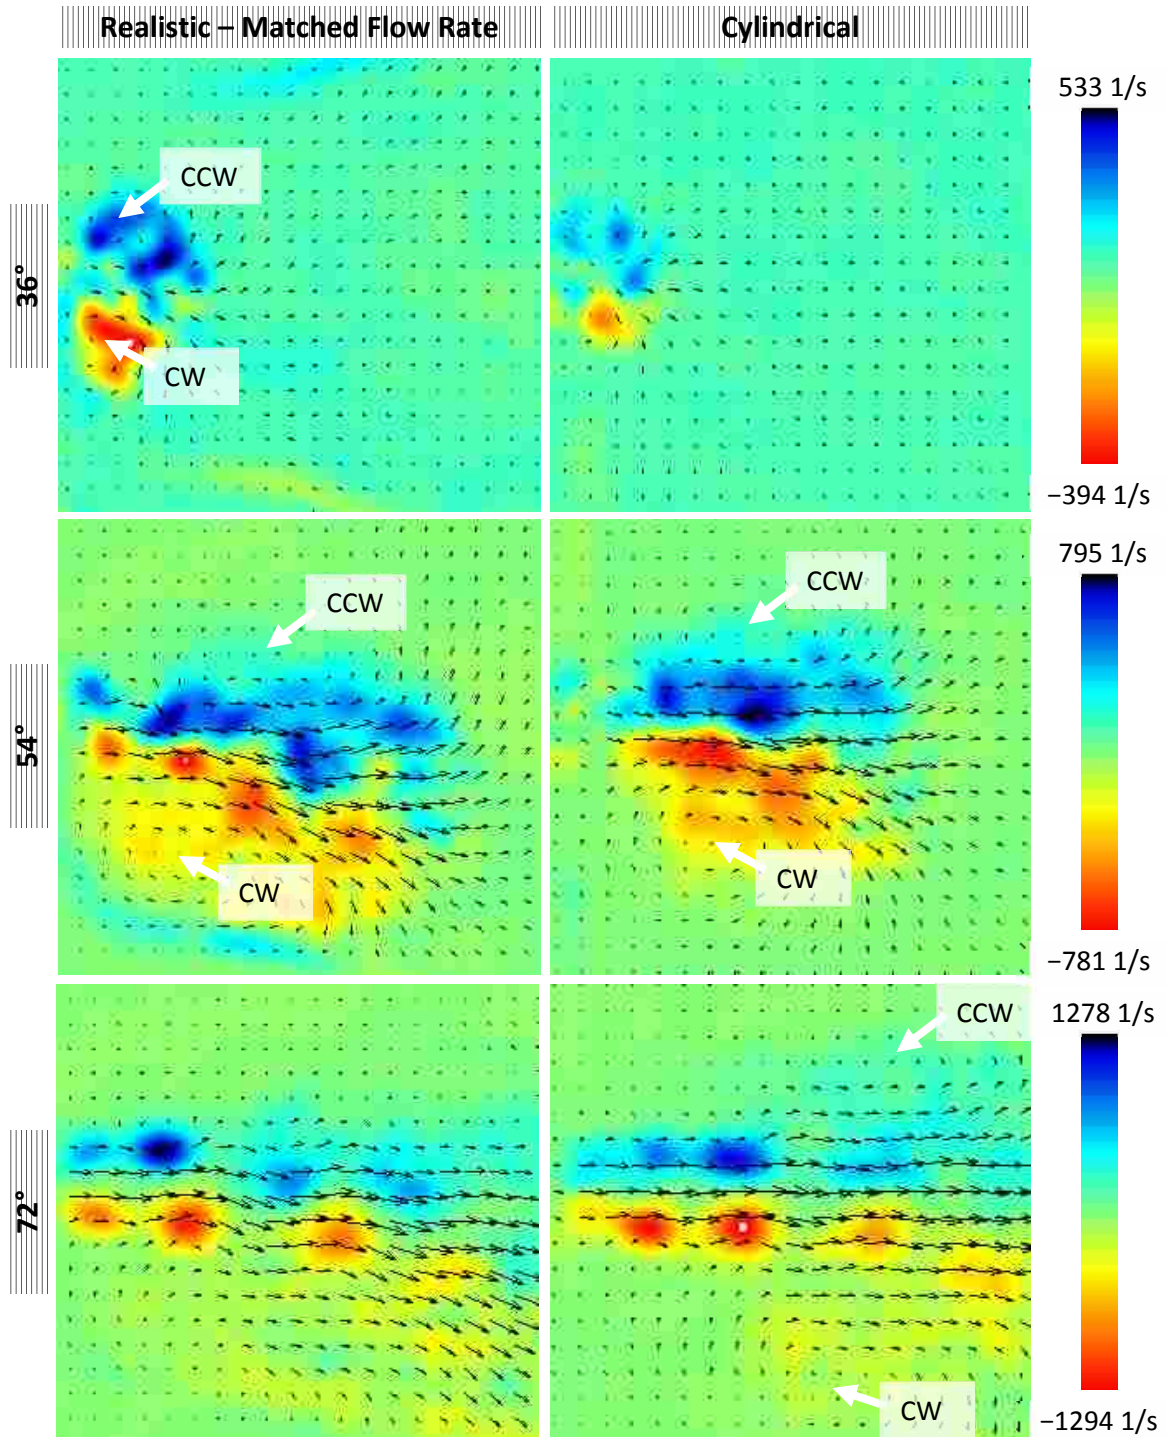 Realistic – Matched Flow Rate
Cylindrical
36°
CCW
CW
533 1/s
−394 1/s
54°
CCW
CW
CCW
CW
795 1/s
−781 1/s
72°
CCW
CW
1278 1/s
−1294 1/s